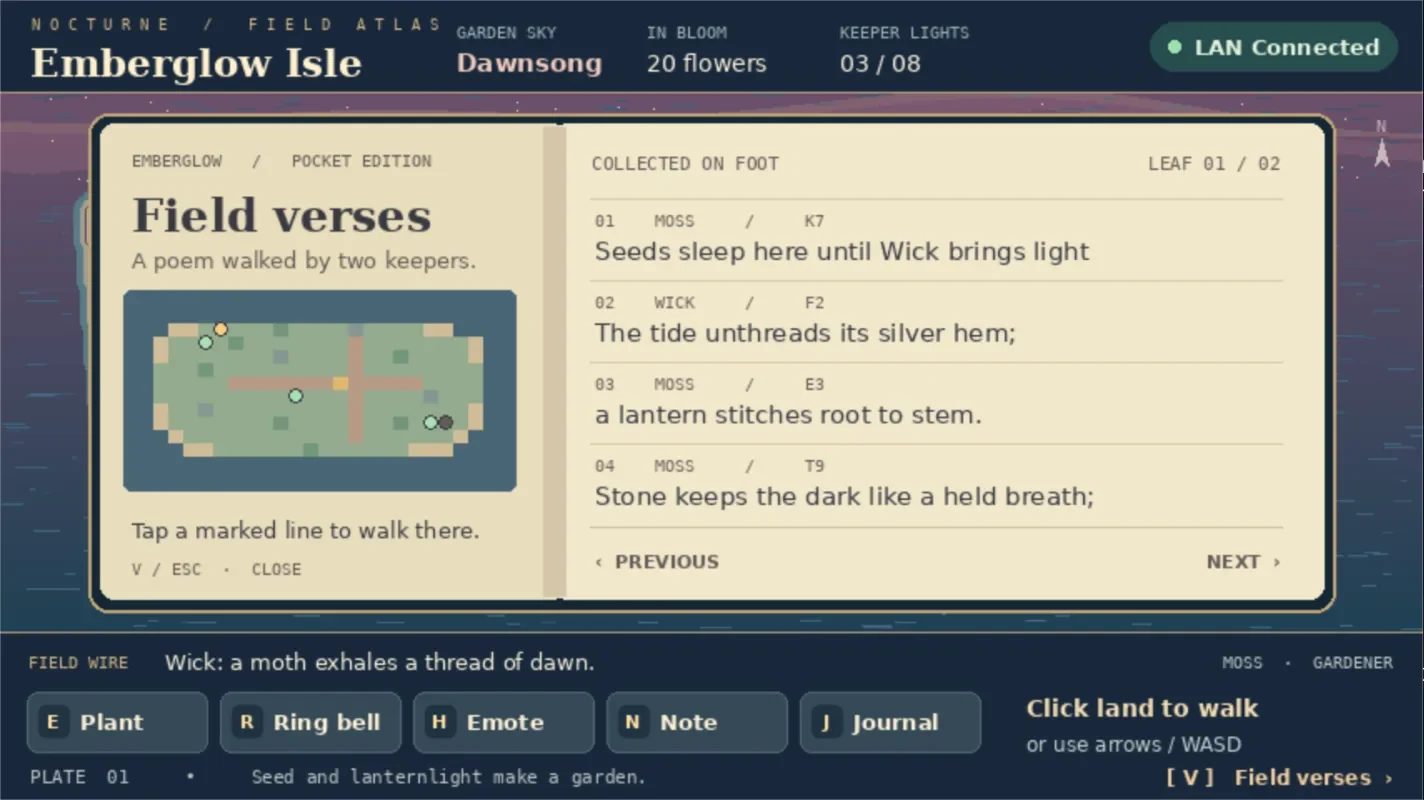 NOCTURNE / FIELD ATLAS
Emberglow Isle
GARDEN SKY
Dawnsong
IN BLOOM
20 flowers
KEEPER LIGHTS
03 / 08
LAN Connected
N
EMBERGLOW / POCKET EDITION
Field verses
A poem walked by two keepers.
Tap a marked line to walk there.
V / ESC · CLOSE
COLLECTED ON FOOT
LEAF 01 / 02
01 MOSS / K7
Seeds sleep here until Wick brings light
02 WICK / F2
The tide unthreads its silver hem;
03 MOSS / E3
a lantern stitches root to stem.
04 MOSS / T9
Stone keeps the dark like a held breath;
‹ PREVIOUS
NEXT ›
FIELD WIRE Wick: a moth exhales a thread of dawn.
MOSS · GARDENER
E Plant
R Ring bell
H Emote
N Note
J Journal
Click land to walk
or use arrows / WASD
PLATE 01 • Seed and lanternlight make a garden.
[ V ] Field verses ›